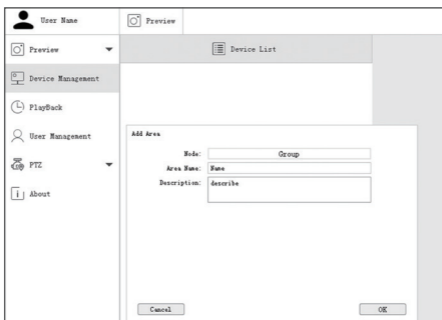 User Name
Preview
Preview
Device List
Device Management
PlayBack
User Management
PTZ
About
Add Area
Node: Group
Area Name: Name
Description: describe
Cancel
OK